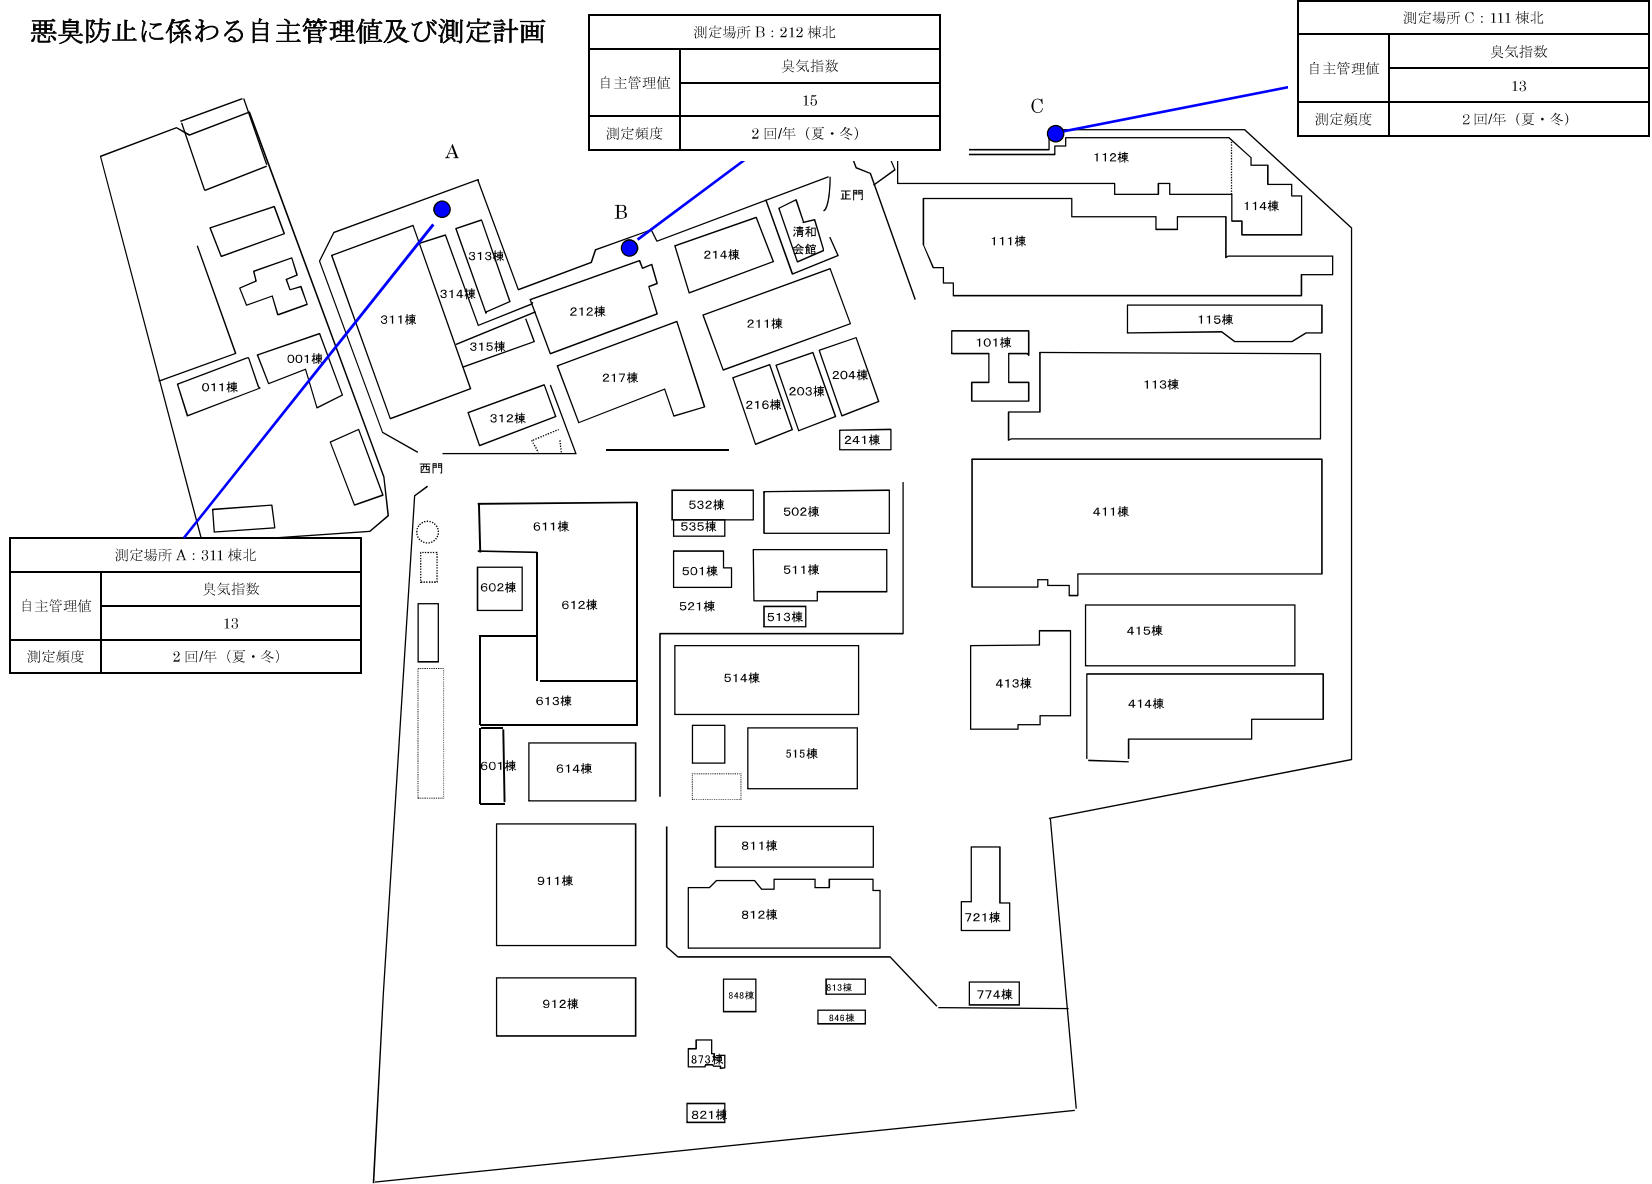 悪臭防止に係わる自主管理値及び測定計画
測定場所 B：212 棟北
自主管理値
臭気指数
15
測定頻度
2 回/年（夏・冬）
測定場所 C：111 棟北
自主管理値
臭気指数
13
測定頻度
2 回/年（夏・冬）
A
B
C
正門
清和
会館
112棟
114棟
111棟
313棟
314棟
311棟
315棟
312棟
212棟
214棟
211棟
217棟
216棟
203棟
204棟
241棟
001棟
011棟
115棟
101棟
113棟
西門
測定場所 A：311 棟北
自主管理値
臭気指数
13
測定頻度
2 回/年（夏・冬）
611棟
602棟
612棟
613棟
601棟
614棟
532棟
535棟
502棟
501棟
511棟
521棟
513棟
514棟
515棟
411棟
415棟
413棟
414棟
911棟
912棟
811棟
812棟
721棟
774棟
848棟
813棟
846棟
873棟
821棟